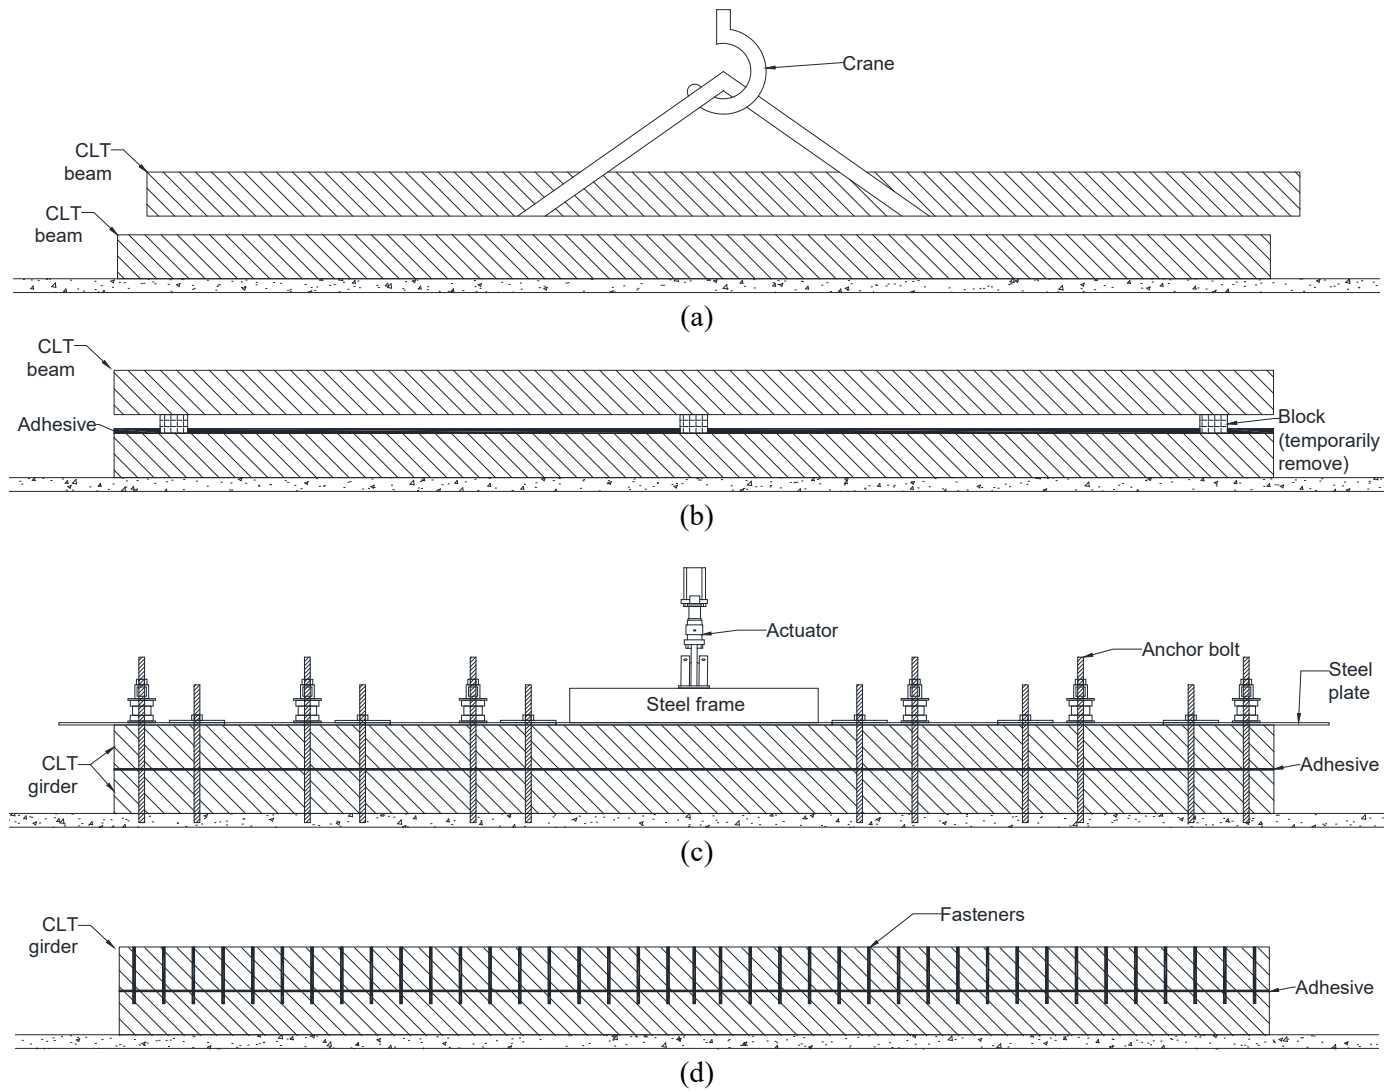 Crane
CLT
beam
CLT
beam
(a)
CLT
beam
Adhesive
Block
(temporarily
remove)
(b)
Actuator
Anchor bolt
Steel
plate
Steel frame
CLT
girder
Adhesive
(c)
Fasteners
CLT
girder
Adhesive
(d)